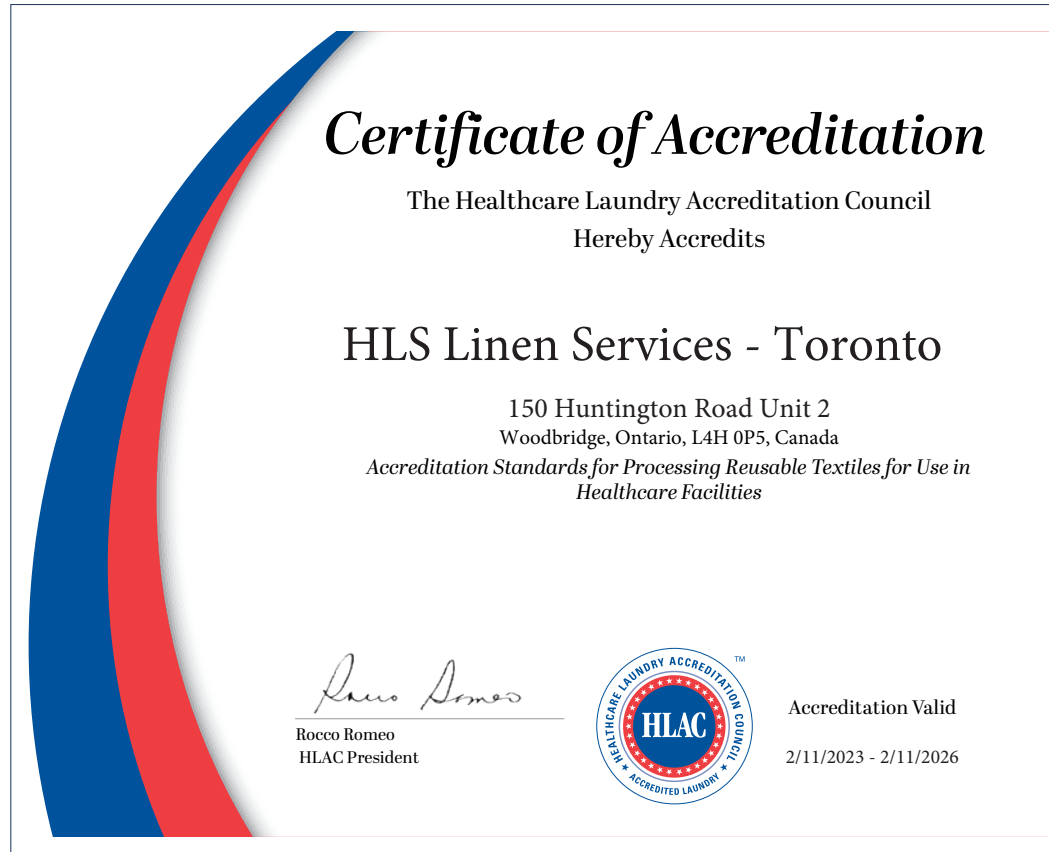 Certificate of Accreditation
The Healthcare Laundry Accreditation Council
Hereby Accredits
HLS Linen Services - Toronto
150 Huntington Road Unit 2
Woodbridge, Ontario, L4H 0P5, Canada
Accreditation Standards for Processing Reusable Textiles for Use in
Healthcare Facilities
Rocco Romeo
Rocco Romeo
HLAC President
HEALTHCARE LAUNDRY ACCREDITATION COUNCIL
TM
HLAC
ACCREDITED LAUNDRY
Accreditation Valid
2/11/2023 - 2/11/2026